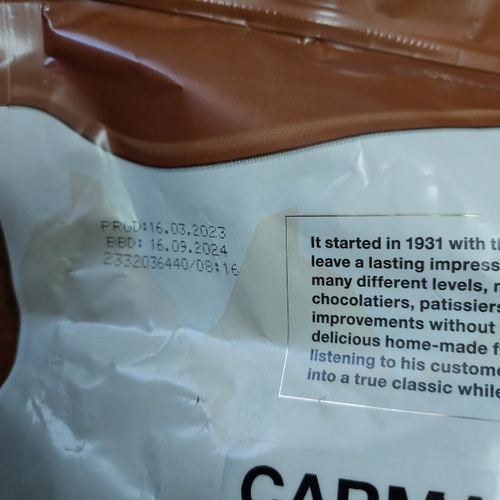 PROD:16.03.2023
BBD: 16.09.2024
2332036440/08:16
It started in 1931 with
leave a lasting impress
many different levels,
chocolatiers, patissiers
improvements without
delicious home-made f
listening to his custome
into a true classic while
CARMA